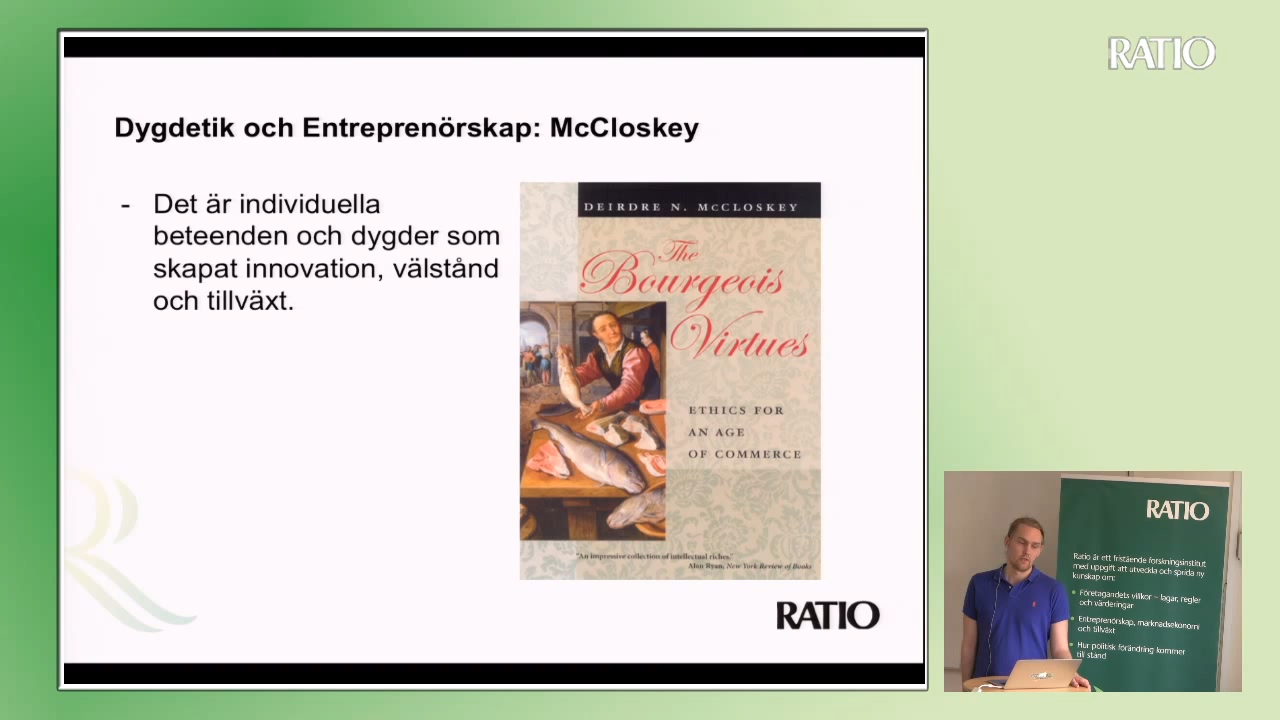 RATIO
Dygdetik och Entreprenörskap: McCloskey
- Det är individuella
beteenden och dygder som
skapat innovation, välstånd
och tillväxt.
DEIRDRE N. McCLOSKEY
The
Bourgeois
Virtues
ETHICS FOR
AN AGE
OF COMMERCE
"An impressive collection of intellectual riches."
Alan Ryan, New York Review of Books
RATIO
RATIO
Ratio är ett fristående forskningsinstitut
med uppgift att utveckla och sprida ny
kunskap om:
Företagandets villkor – lagar, regler
och värderingar
Entreprenörskap, marknadsekonomi
och tillväxt
Hur politisk förändring kommer
till stånd